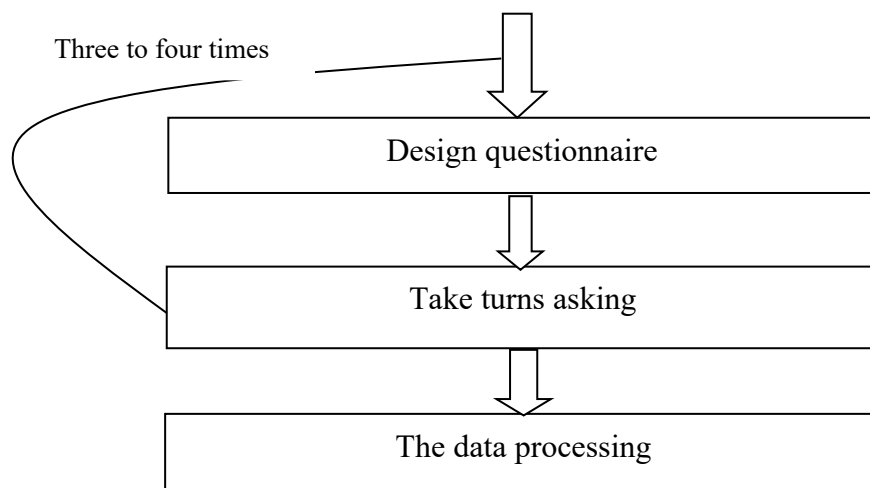 Three to four times
Design questionnaire
Take turns asking
The data processing